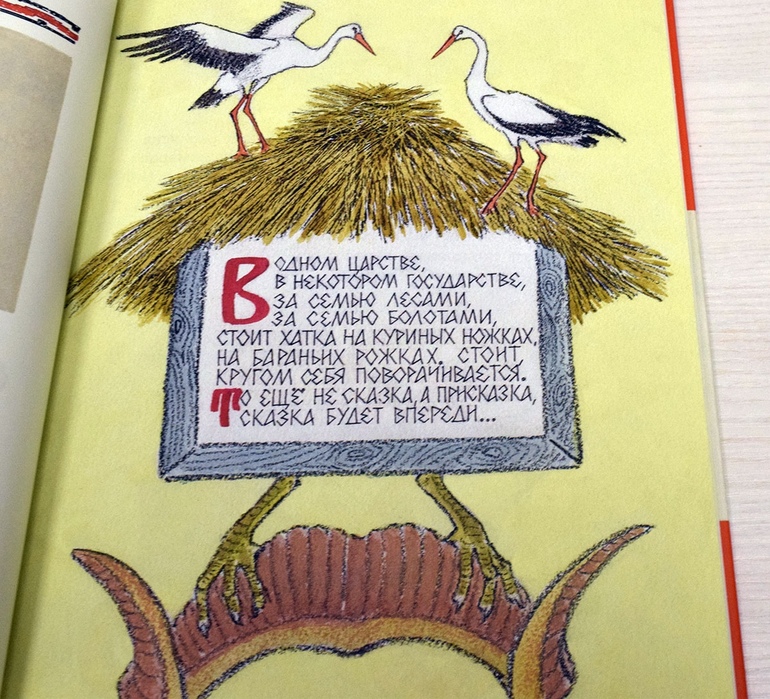 В ОДНОМ ЦАРСТВЕ,
В НЕКОТОРОМ ГОСУДАРСТВЕ,
ЗА СЕМЬЮ ЛЕСАМИ,
ЗА СЕМЬЮ БОЛОТАМИ,
СТОИТ ХАТКА НА КУРИНЫХ НОЖКАХ,
НА БАРАНЬИХ РОЖКАХ. СТОИТ,
КРУГОМ СЕБЯ ПОВОРАЧИВАЕТСЯ.
ТО ЕЩЁ НЕ СКАЗКА, А ПРИСКАЗКА,
СКАЗКА БУДЕТ ВПЕРЕДИ...